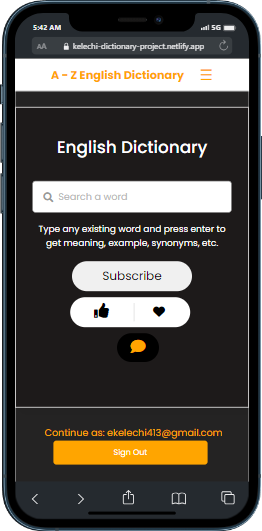 5:42 AM
5G
AA kelechi-dictionary-project.netlify.app
A - Z English Dictionary
English Dictionary
Search a word
Type any existing word and press enter to
get meaning, example, synonyms, etc.
Subscribe
Continue as: ekelechi413@gmail.com
Sign Out